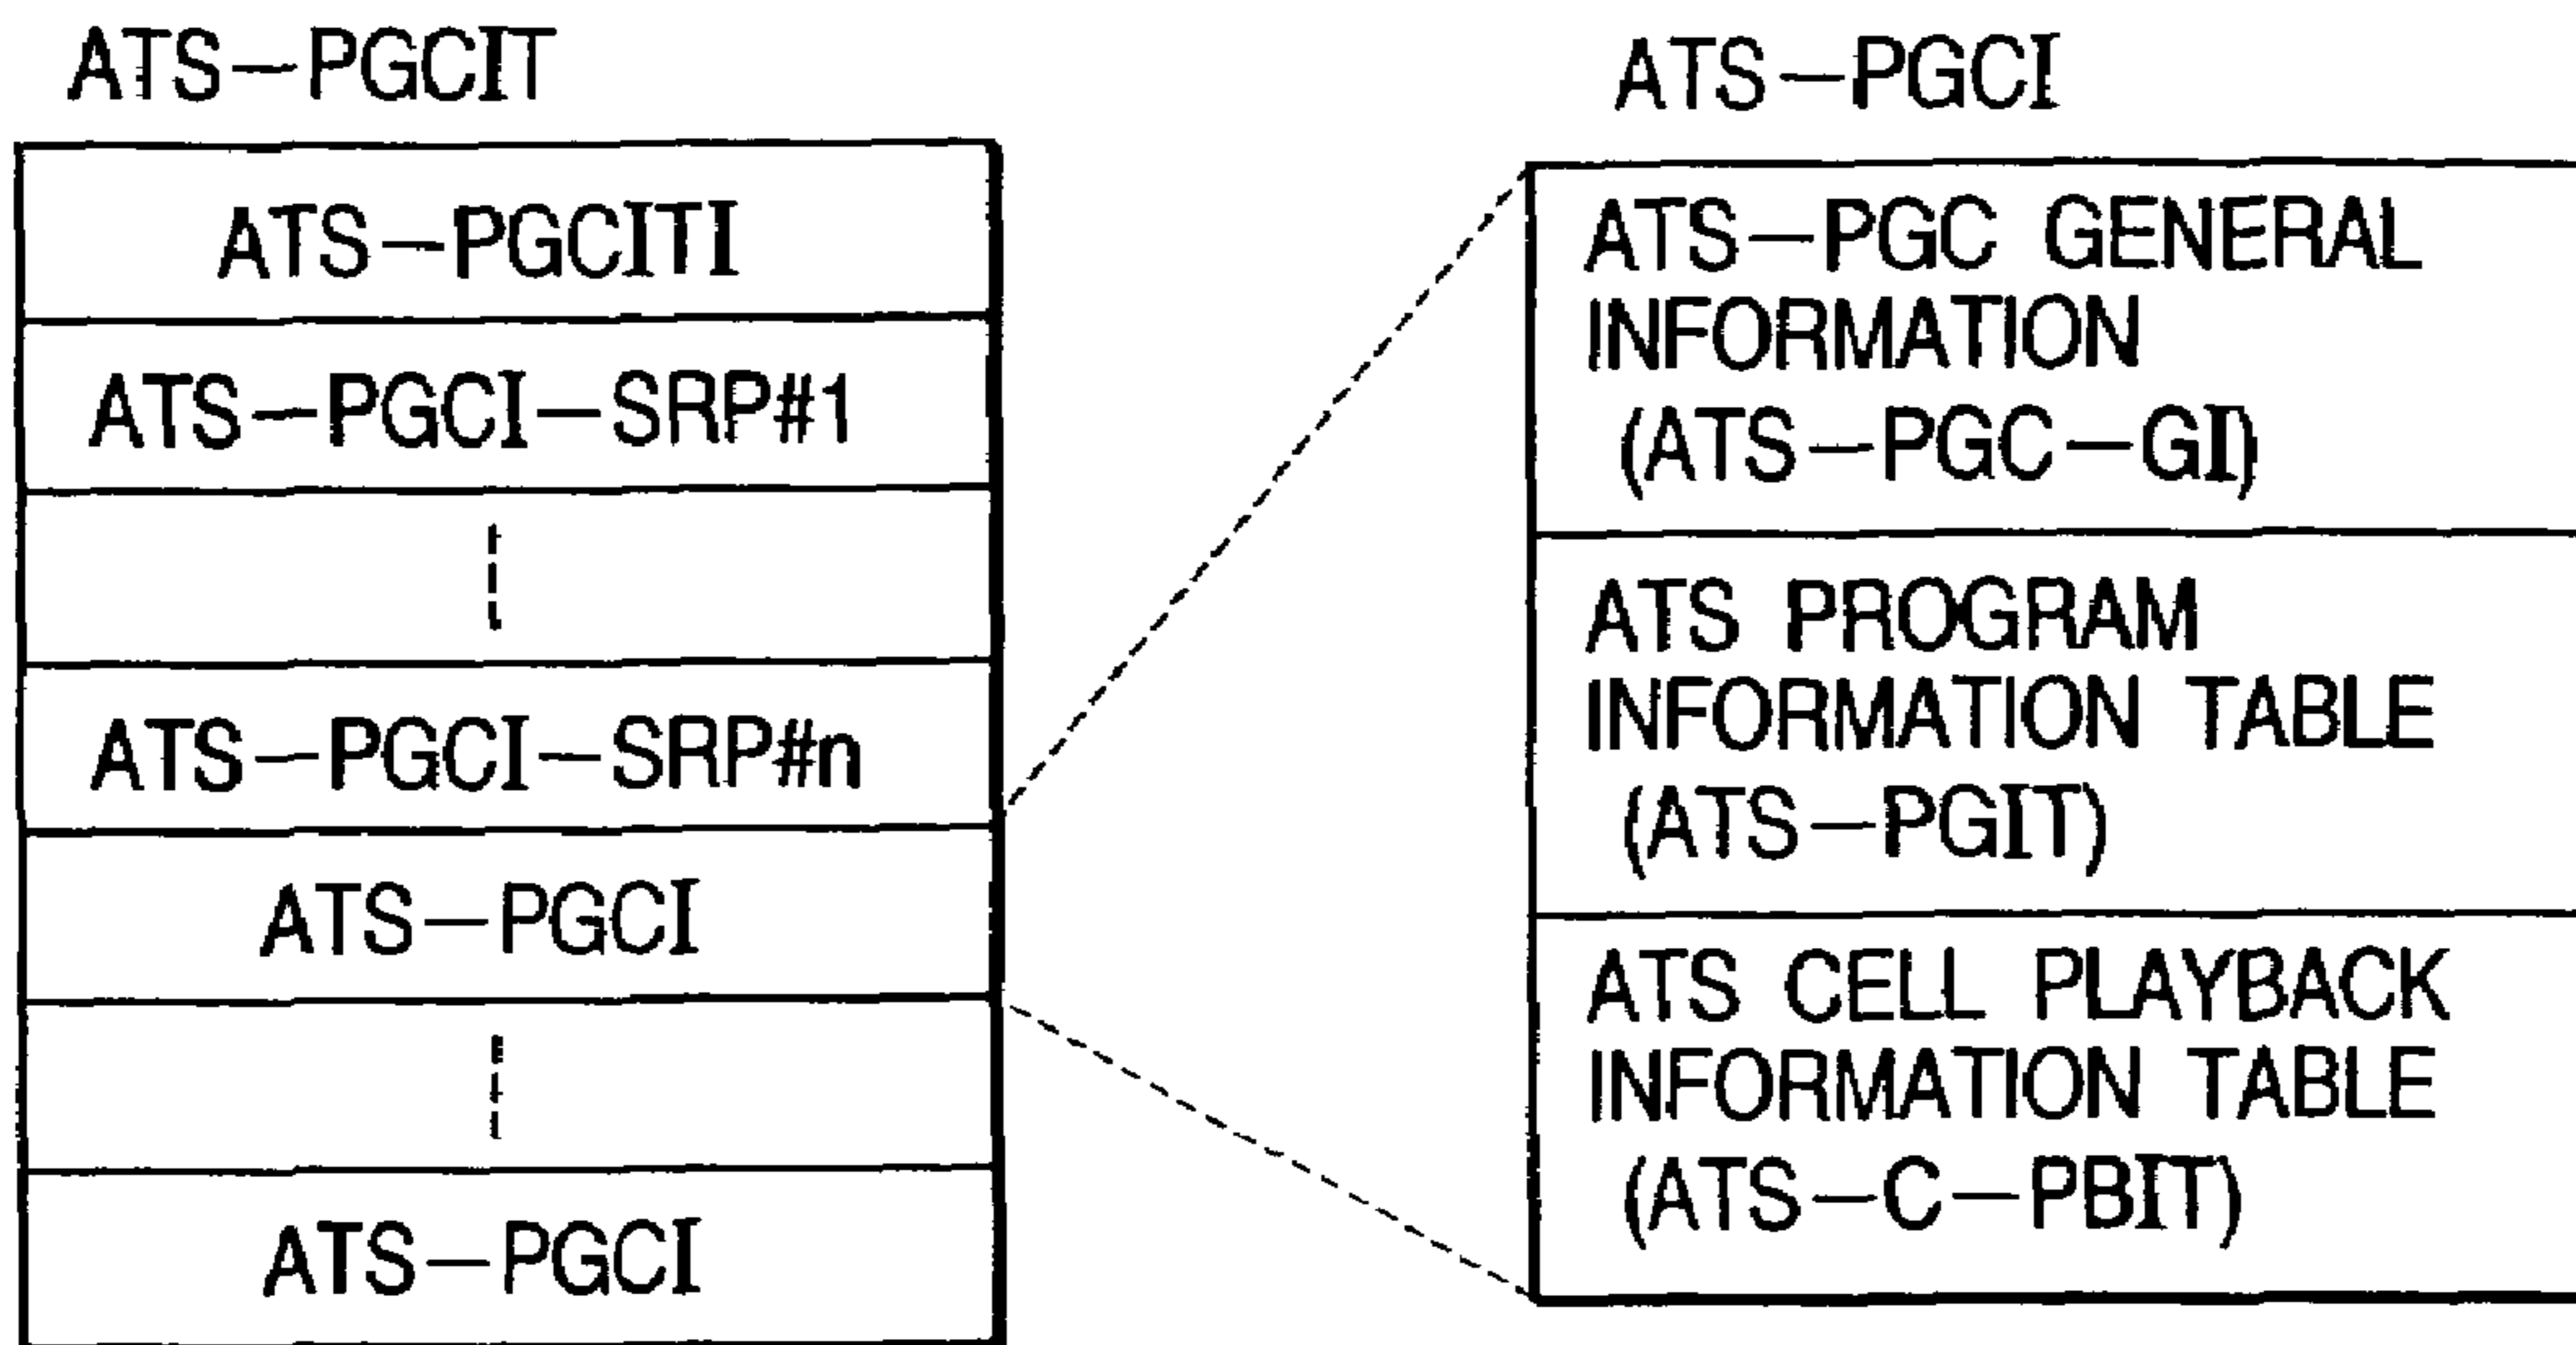 ATS-PGCIT
ATS-PGCITI
ATS-PGCI-SRP#1
ATS-PGCI-SRP#n
ATS-PGCI
ATS-PGCI
ATS-PGCI
ATS-PGC GENERAL
INFORMATION
(ATS-PGC-GI)
ATS PROGRAM
INFORMATION TABLE
(ATS-PGIT)
ATS CELL PLAYBACK
INFORMATION TABLE
(ATS-C-PBIT)